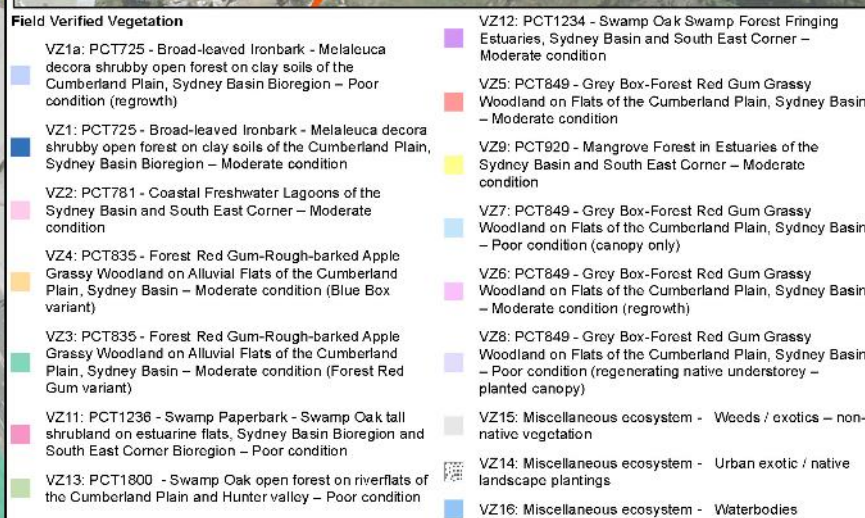 Field Verified Vegetation
VZ1a: PCT725 - Broad-leaved Ironbark - Melaleuca
decora shrubby open forest on clay soils of the
Cumberland Plain, Sydney Basin Bioregion – Poor
condition (regrowth)
VZ1: PCT725 - Broad-leaved Ironbark - Melaleuca decora
shrubby open forest on clay soils of the Cumberland Plain,
Sydney Basin Bioregion – Moderate condition
VZ2: PCT781 - Coastal Freshwater Lagoons of the
Sydney Basin and South East Corner – Moderate
condition
VZ4: PCT835 - Forest Red Gum-Rough-barked Apple
Grassy Woodland on Alluvial Flats of the Cumberland
Plain, Sydney Basin – Moderate condition (Blue Box
variant)
VZ3: PCT835 - Forest Red Gum-Rough-barked Apple
Grassy Woodland on Alluvial Flats of the Cumberland
Plain, Sydney Basin – Moderate condition (Forest Red
Gum variant)
VZ11: PCT1236 - Swamp Paperbark - Swamp Oak tall
shrubland on estuarine flats, Sydney Basin Bioregion and
South East Corner Bioregion – Poor condition
VZ13: PCT1800 - Swamp Oak open forest on riverflats of
the Cumberland Plain and Hunter valley – Poor condition
VZ12: PCT1234 - Swamp Oak Swamp Forest Fringing
Estuaries, Sydney Basin and South East Corner –
Moderate condition
VZ5: PCT849 - Grey Box-Forest Red Gum Grassy
Woodland on Flats of the Cumberland Plain, Sydney Basin
– Moderate condition
VZ9: PCT920 - Mangrove Forest in Estuaries of the
Sydney Basin and South East Corner – Moderate
condition
VZ7: PCT849 - Grey Box-Forest Red Gum Grassy
Woodland on Flats of the Cumberland Plain, Sydney Basin
– Poor condition (canopy only)
VZ6: PCT849 - Grey Box-Forest Red Gum Grassy
Woodland on Flats of the Cumberland Plain, Sydney Basin
– Moderate condition (regrowth)
VZ8: PCT849 - Grey Box-Forest Red Gum Grassy
Woodland on Flats of the Cumberland Plain, Sydney Basin
– Poor condition (regenerating native understorey –
planted canopy)
VZ15: Miscellaneous ecosystem - Weeds / exotics – non-
native vegetation
VZ14: Miscellaneous ecosystem - Urban exotic / native
landscape plantings
VZ16: Miscellaneous ecosystem - Waterbodies